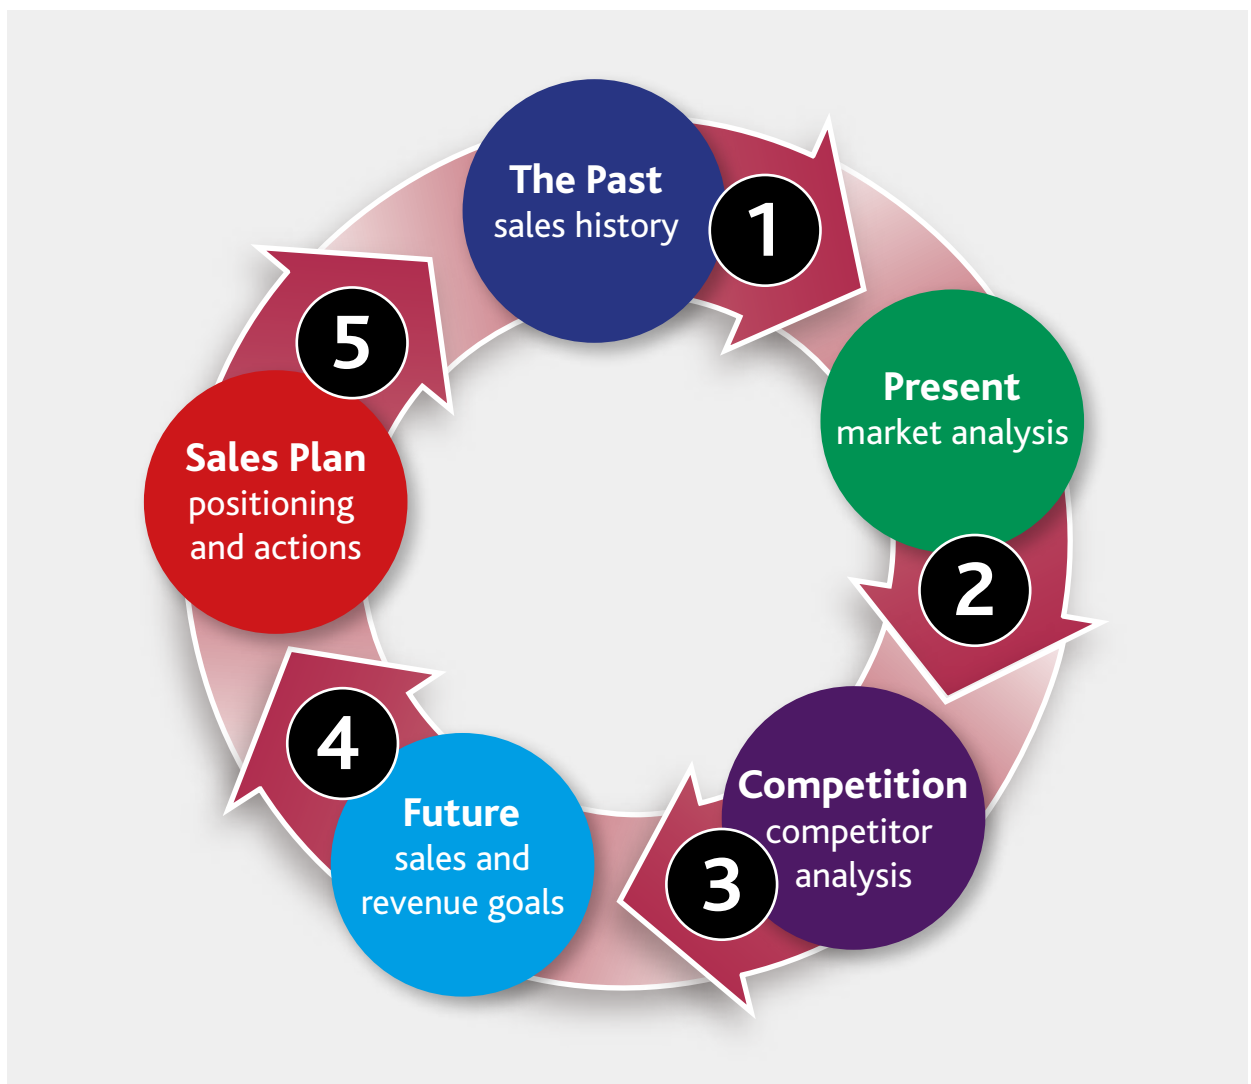 The Past
sales history
1
Present
market analysis
2
Competition
competitor
analysis
3
Future
sales and
revenue goals
4
Sales Plan
positioning
and actions
5